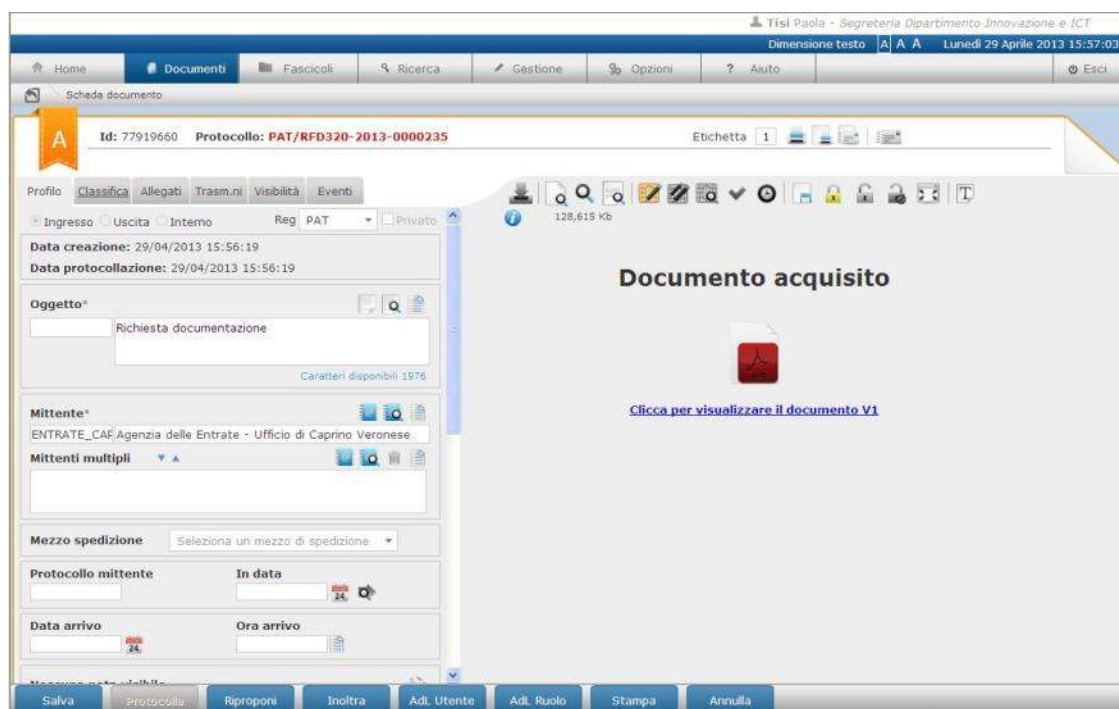 Tisi Paola - Segreteria Dipartimento Innovazione e ICT
Dimensione testo A A A Lunedì 29 Aprile 2013 15:57:03
Home Documenti Fascicoli Ricerca Gestione Opzioni ? Aiuto Esci
Scheda documento
A
Id: 77919660 Protocollo: PAT/RFD320-2013-0000235
Etichetta 1
Profilo Classifica Allegati Trasm.ni Visibilità Eventi
Ingresso Uscita Interno Reg PAT Privato
128,615 Kb
Data creazione: 29/04/2013 15:56:19
Data protocollazione: 29/04/2013 15:56:19
Documento acquisito
Oggetto*
Richiesta documentazione
Caratteri disponibili 1976
Clicca per visualizzare il documento V1
Mittente*
ENTRATE_CAP Agenzia delle Entrate - Ufficio di Caprino Veronese
Mittenti multipli
Mezzo spedizione Seleziona un mezzo di spedizione
Protocollo mittente In data
24
Data arrivo Ora arrivo
24
Salva Protocolla Riproponi Inoltra AdL Utente AdL Ruolo Stampa Annulla